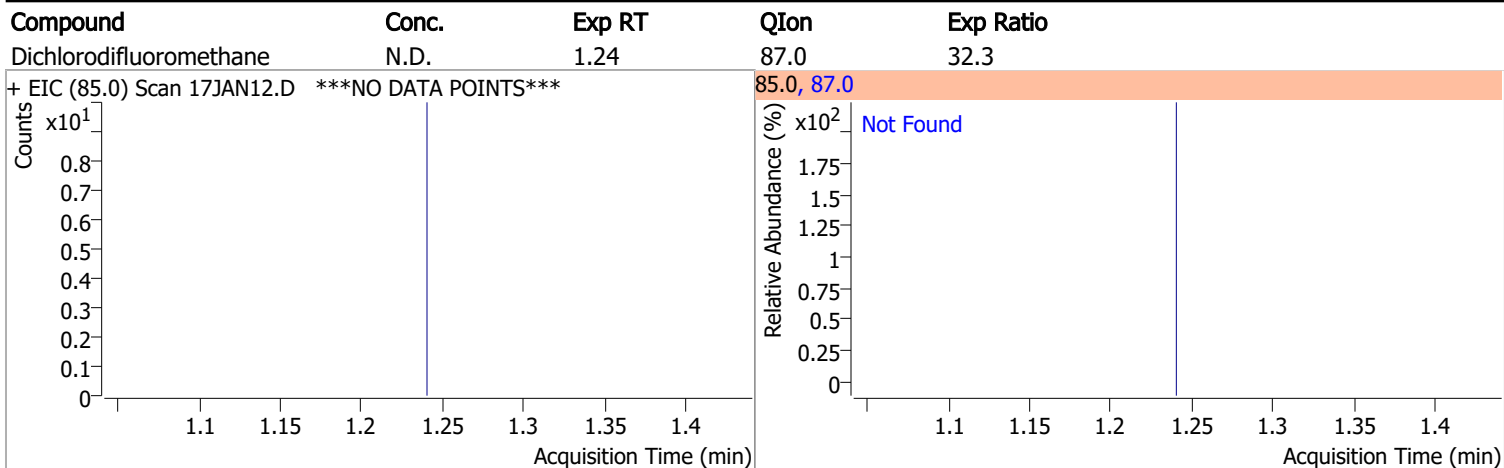 Compound Conc. Exp RT QIon Exp Ratio
Dichlorodifluoromethane N.D. 1.24 87.0 32.3
+ EIC (85.0) Scan 17JAN12.D ***NO DATA POINTS***
Counts
x10¹
0.8
0.7
0.6
0.5
0.4
0.3
0.2
0.1
0
1.1 1.15 1.2 1.25 1.3 1.35 1.4
Acquisition Time (min)
85.0, 87.0
Relative Abundance (%)
x10²
Not Found
1.75
1.5
1.25
1
0.75
0.5
0.25
0
1.1 1.15 1.2 1.25 1.3 1.35 1.4
Acquisition Time (min)